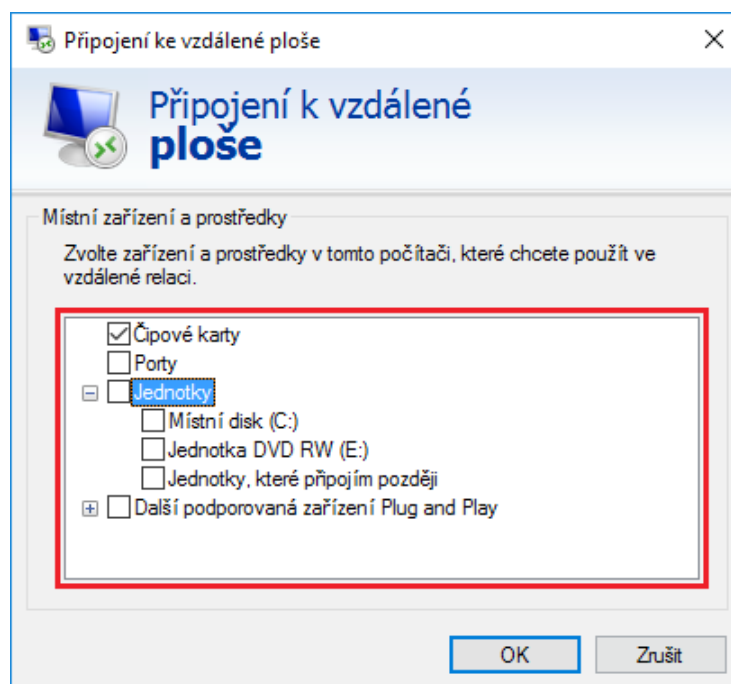 Připojení ke vzdálené ploše
Připojení k vzdálené
ploše
Místní zařízení a prostředky
Zvolte zařízení a prostředky v tomto počítači, které chcete použít ve
vzdálené relaci.
Čipové karty
Porty
Jednotky
Místní disk (C:)
Jednotka DVD RW (E:)
Jednotky, které připojím později
Další podporovaná zařízení Plug and Play
OK
Zrušit